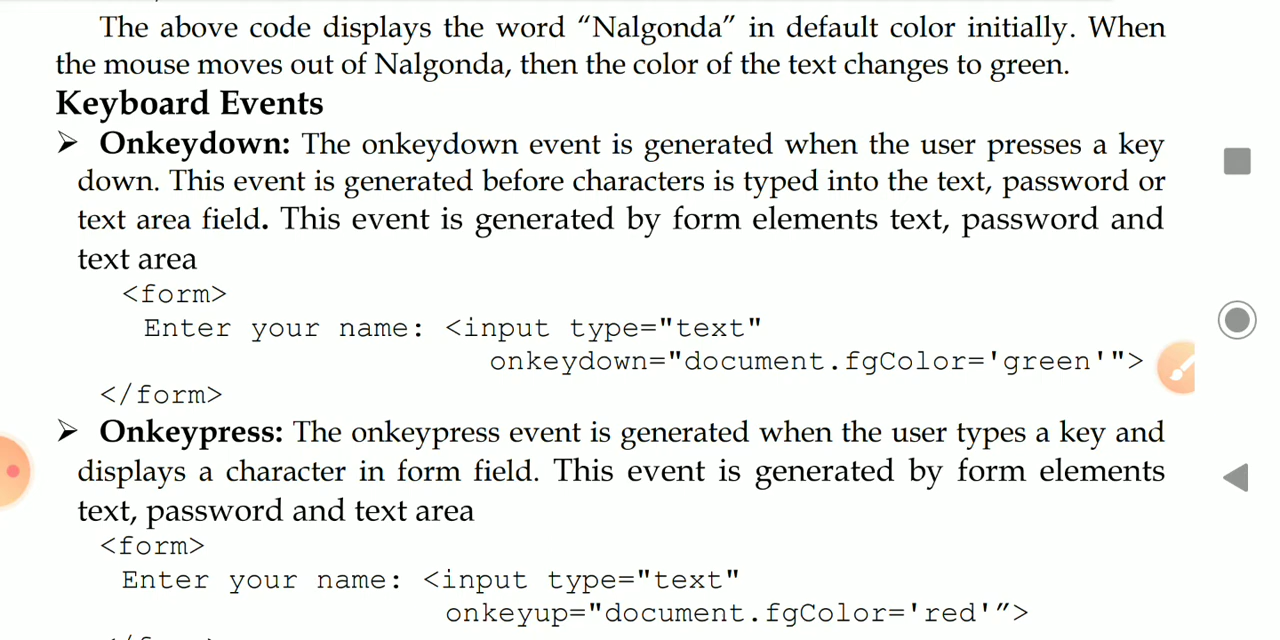 The above code displays the word “Nalgonda” in default color initially. When
the mouse moves out of Nalgonda, then the color of the text changes to green.
Keyboard Events
➢ Onkeydown: The onkeydown event is generated when the user presses a key
down. This event is generated before characters is typed into the text, password or
text area field. This event is generated by form elements text, password and
text area
<form>
Enter your name: <input type="text"
onkeydown="document.fgColor='green'">
</form>
➢ Onkeypress: The onkeypress event is generated when the user types a key and
displays a character in form field. This event is generated by form elements
text, password and text area
<form>
Enter your name: <input type="text"
onkeyup="document.fgColor='red'”>